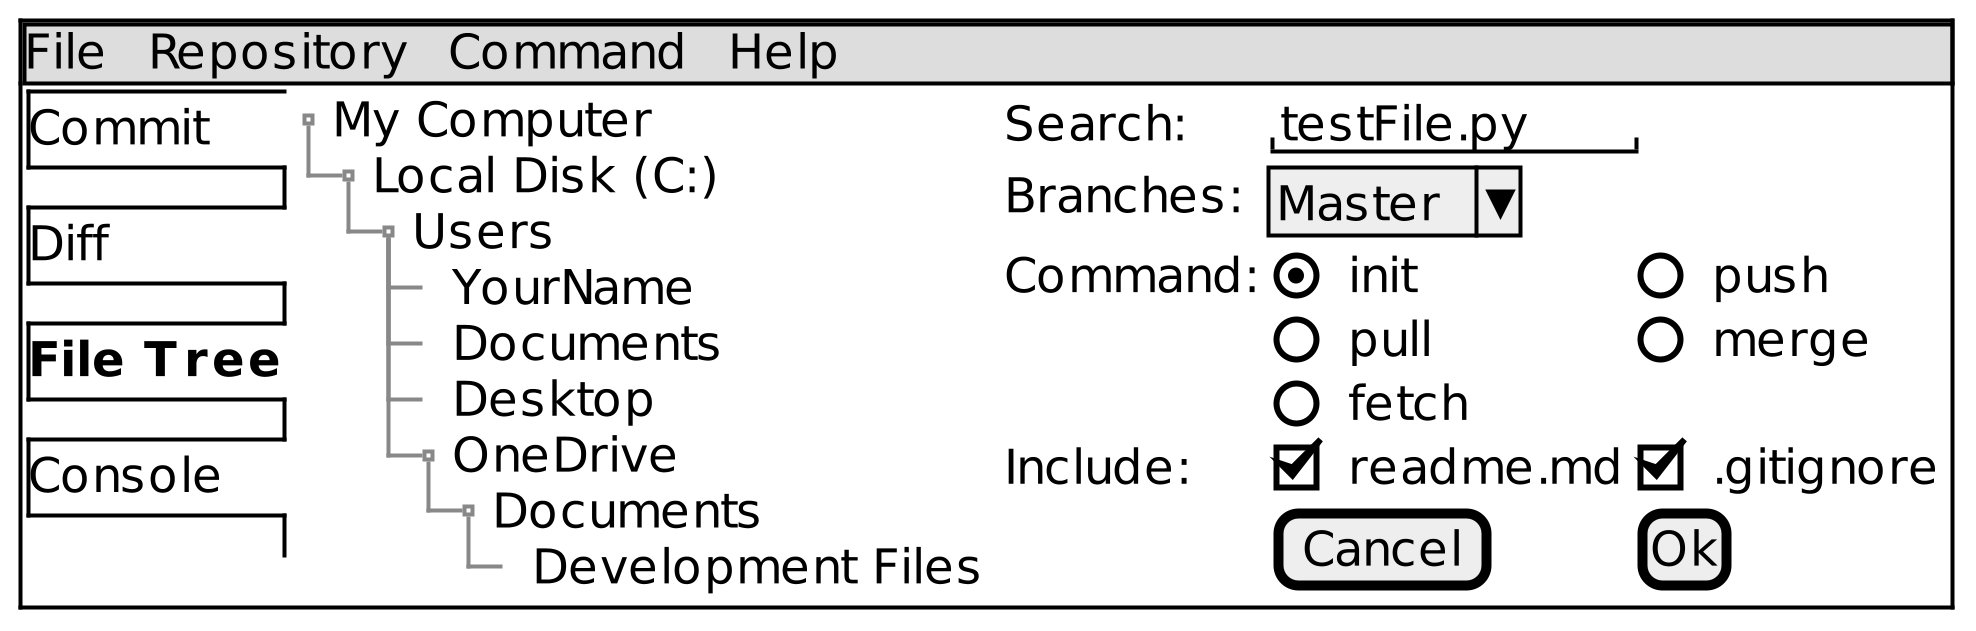 File Repository Command Help
Commit
Diff
File Tree
Console
My Computer
Local Disk (C:)
Users
YourName
Documents
Desktop
OneDrive
Documents
Development Files
Search: testFile.py
Branches: Master ▼
Command: init push
pull merge
fetch
Include: readme.md .gitignore
Cancel Ok